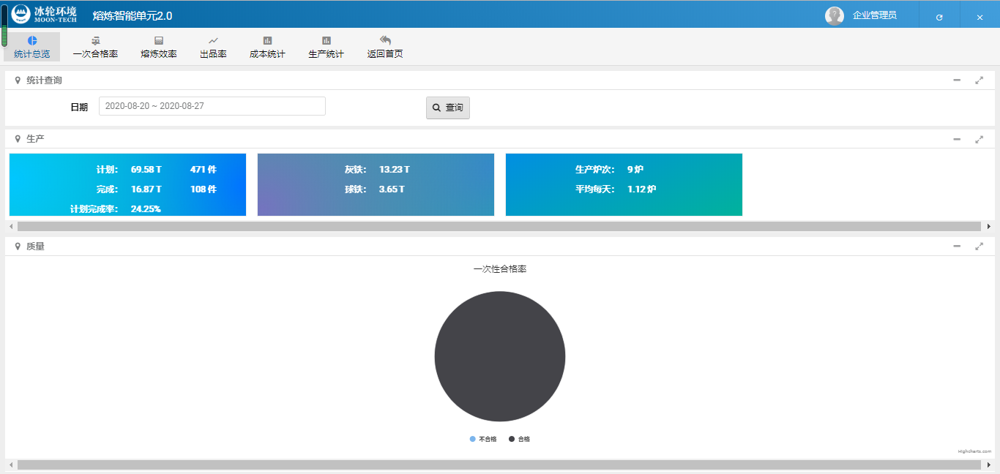 冰轮环境
MOON-TECH
熔炼智能单元2.0
企业管理员
统计总览 一次合格率 熔炼效率 出品率 成本统计 生产统计 返回首页
统计查询
日期 2020-08-20 ~ 2020-08-27 查询
生产
计划: 69.58 T 471 件
完成: 16.87 T 108 件
计划完成率: 24.25%
灰铁: 13.23 T
球铁: 3.65 T
生产炉次: 9 炉
平均每天: 1.12 炉
质量
一次性合格率
不合格 合格
Highcharts.com